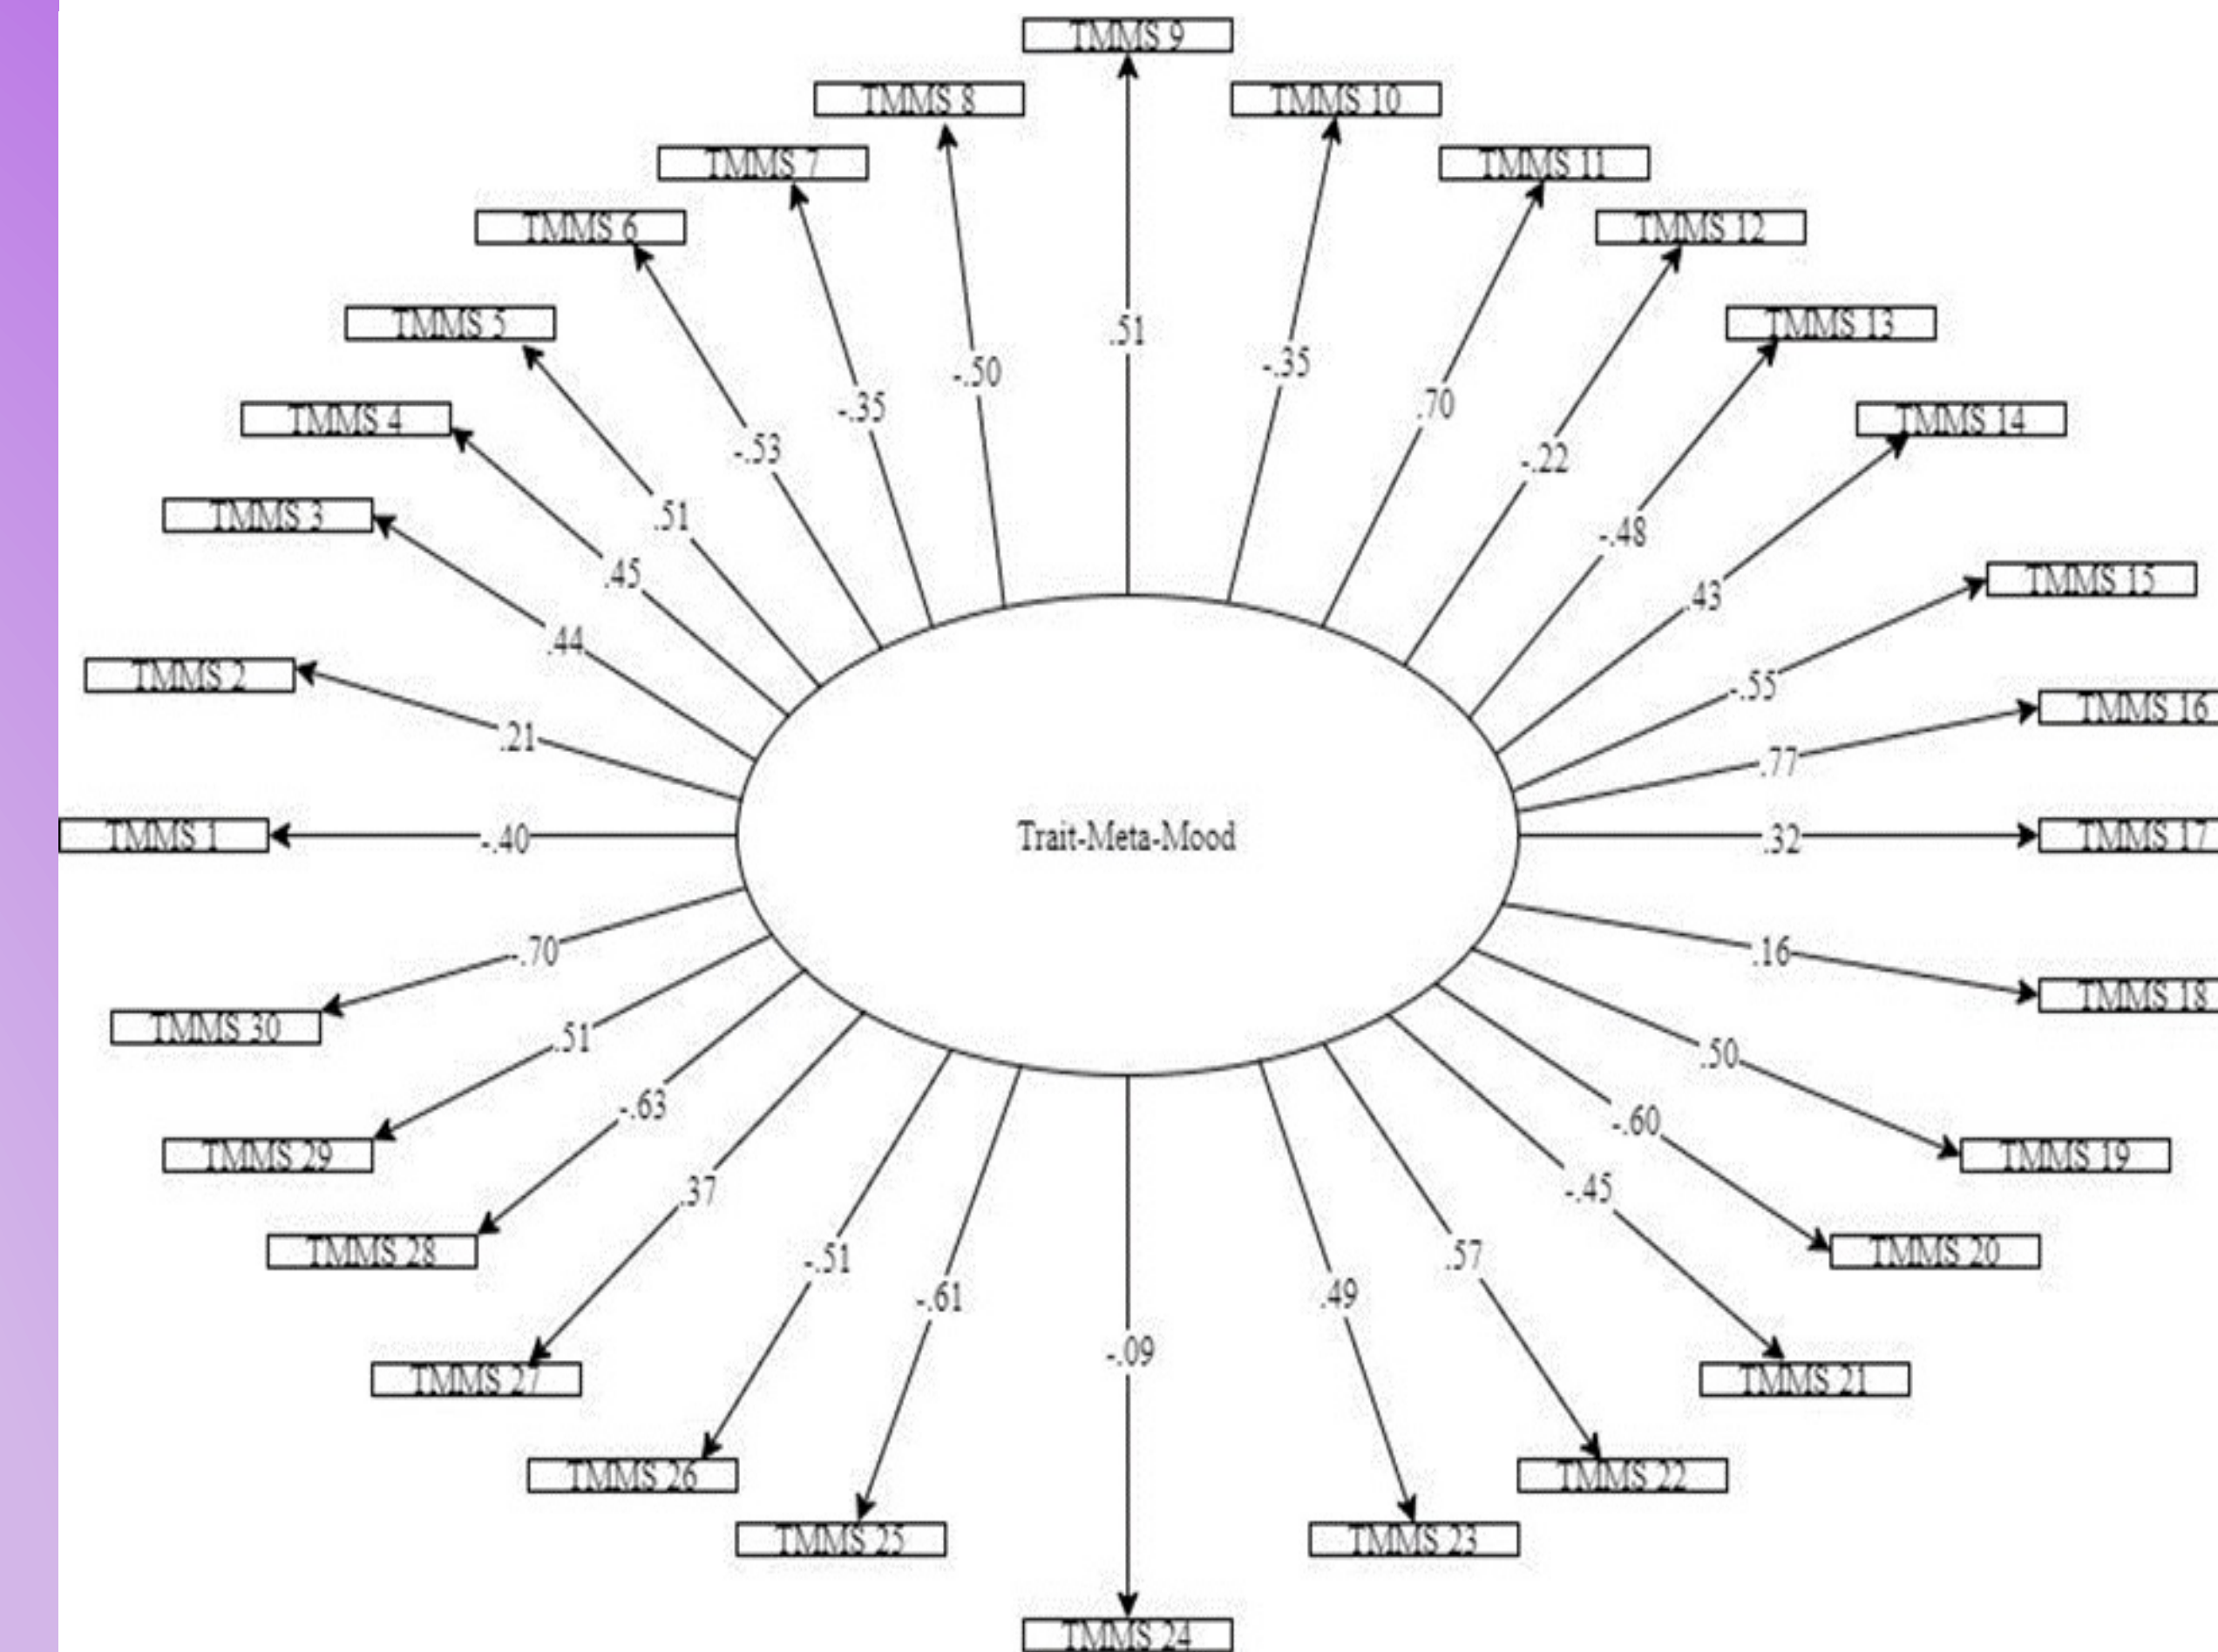 TMMS 9
TMMS 8
TMMS 10
TMMS 7
TMMS 11
TMMS 6
TMMS 12
TMMS 5
TMMS 13
TMMS 4
TMMS 14
TMMS 3
TMMS 15
TMMS 2
TMMS 16
TMMS 1
TMMS 17
TMMS 30
TMMS 18
TMMS 29
TMMS 19
TMMS 28
TMMS 20
TMMS 27
TMMS 21
TMMS 26
TMMS 22
TMMS 25
TMMS 23
TMMS 24
Trait-Meta-Mood
.51
-.35
-.50
-.35
.70
-.53
-.22
.51
-.48
.45
.43
.44
-.55
.21
.77
-.40
.32
-.70
.16
.51
.50
-.63
-.60
.37
-.45
-.51
.57
-.61
.49
-.09